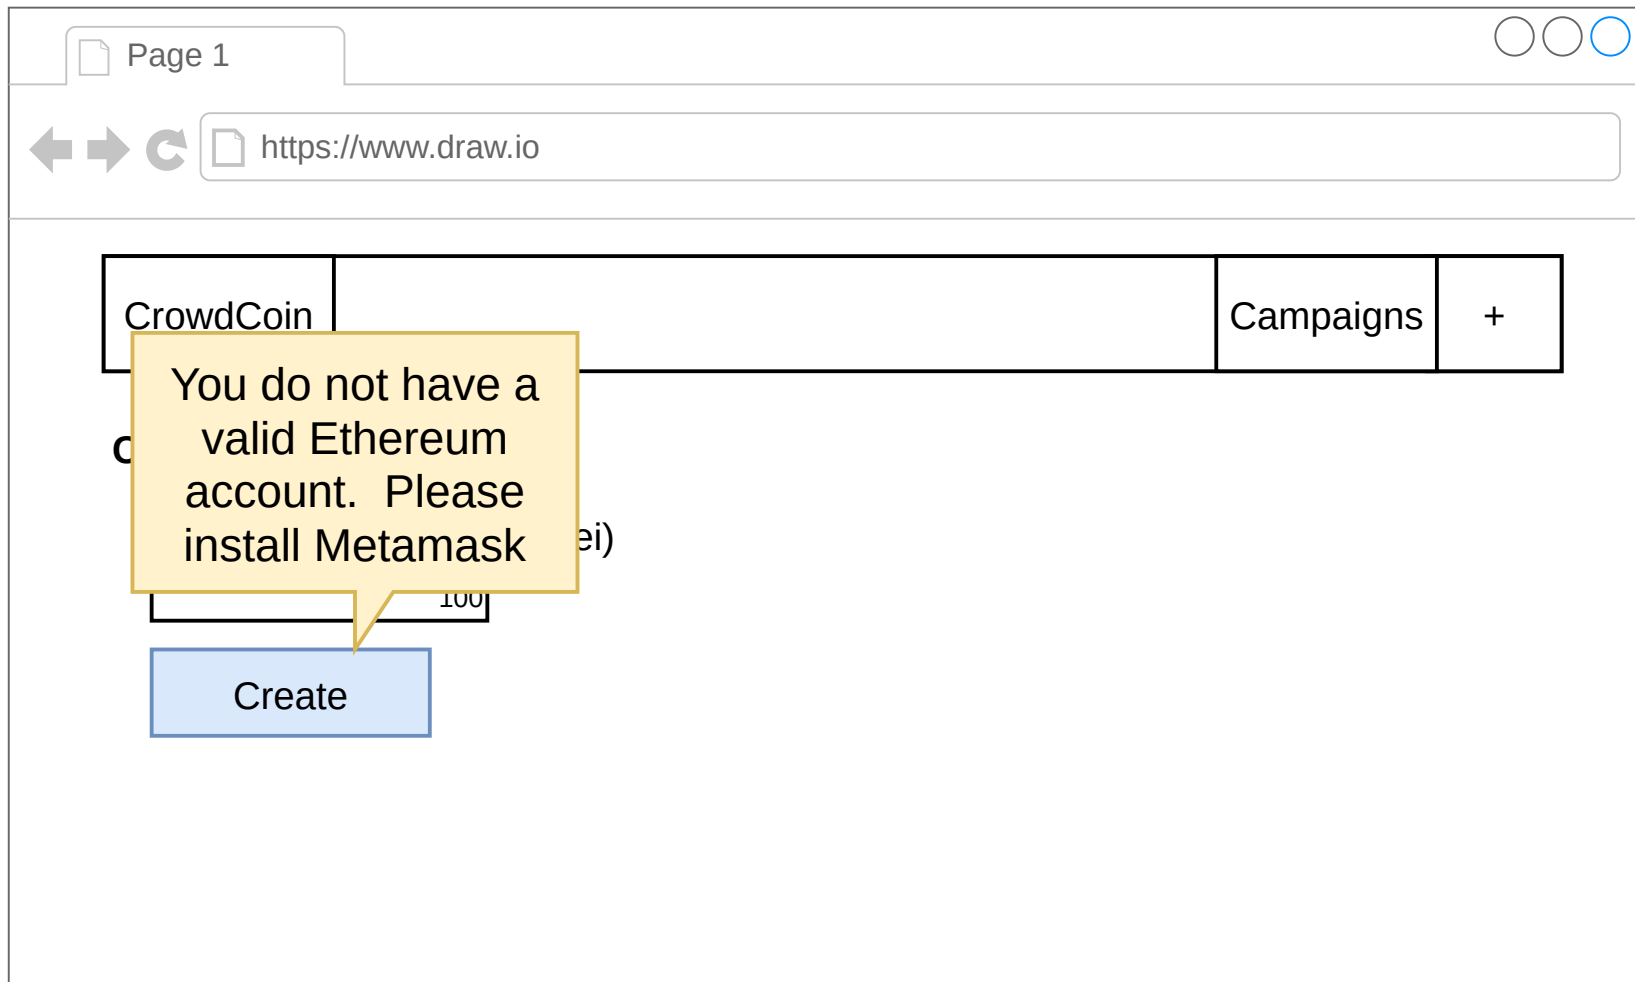 Page 1
https://www.draw.io
CrowdCoin
Campaigns
+
You do not have a
valid Ethereum
account.  Please
install Metamask
ei)
100
Create